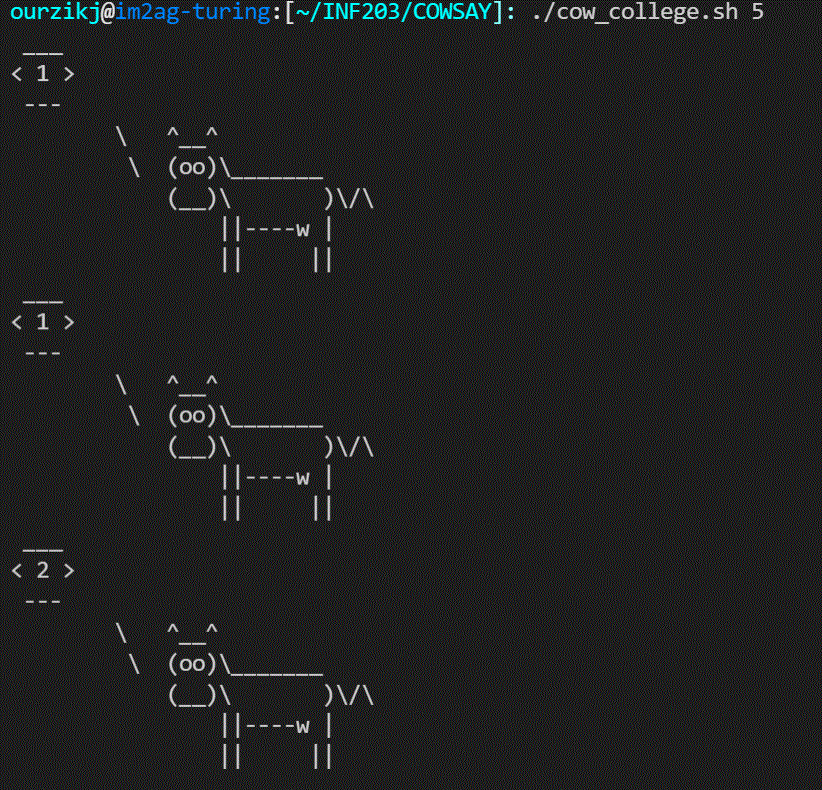 ourzikj@im2ag-turing:[~/INF203/COWSAY]: ./cow_college.sh 5
 ___
< 1 >
 ---
        \   ^__^
         \  (oo)\_______
            (__)\       )\/\
                ||----w |
                ||     ||
 ___
< 1 >
 ---
        \   ^__^
         \  (oo)\_______
            (__)\       )\/\
                ||----w |
                ||     ||
 ___
< 2 >
 ---
        \   ^__^
         \  (oo)\_______
            (__)\       )\/\
                ||----w |
                ||     ||